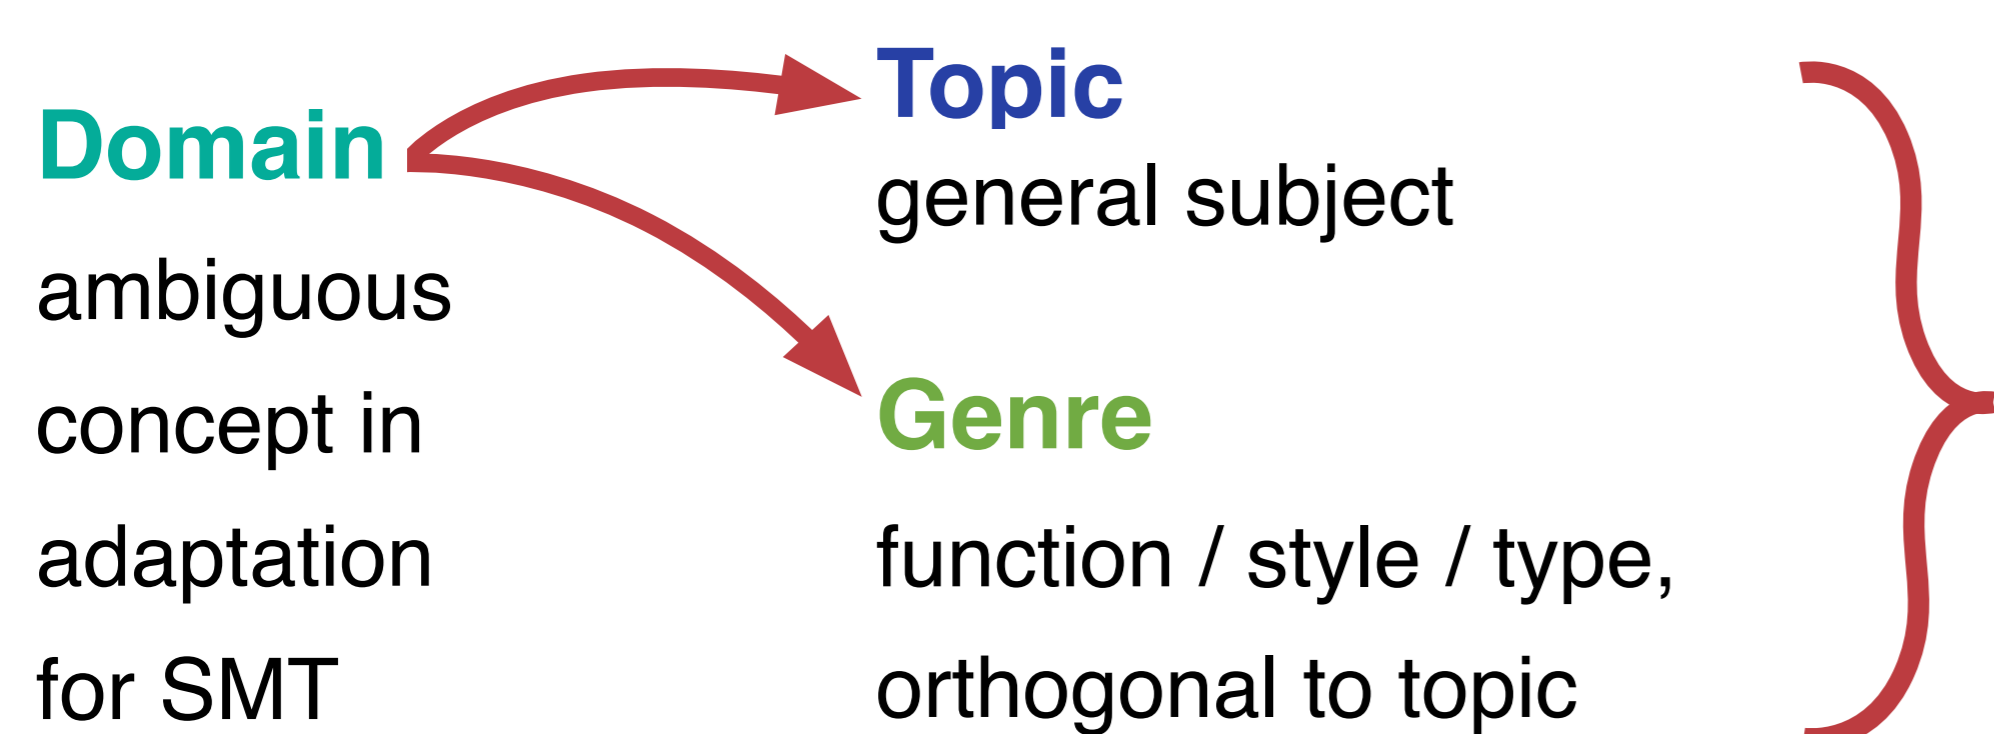 Domain
ambiguous
concept in
adaptation
for SMT
Topic
general subject
Genre
function / style / type,
orthogonal to topic